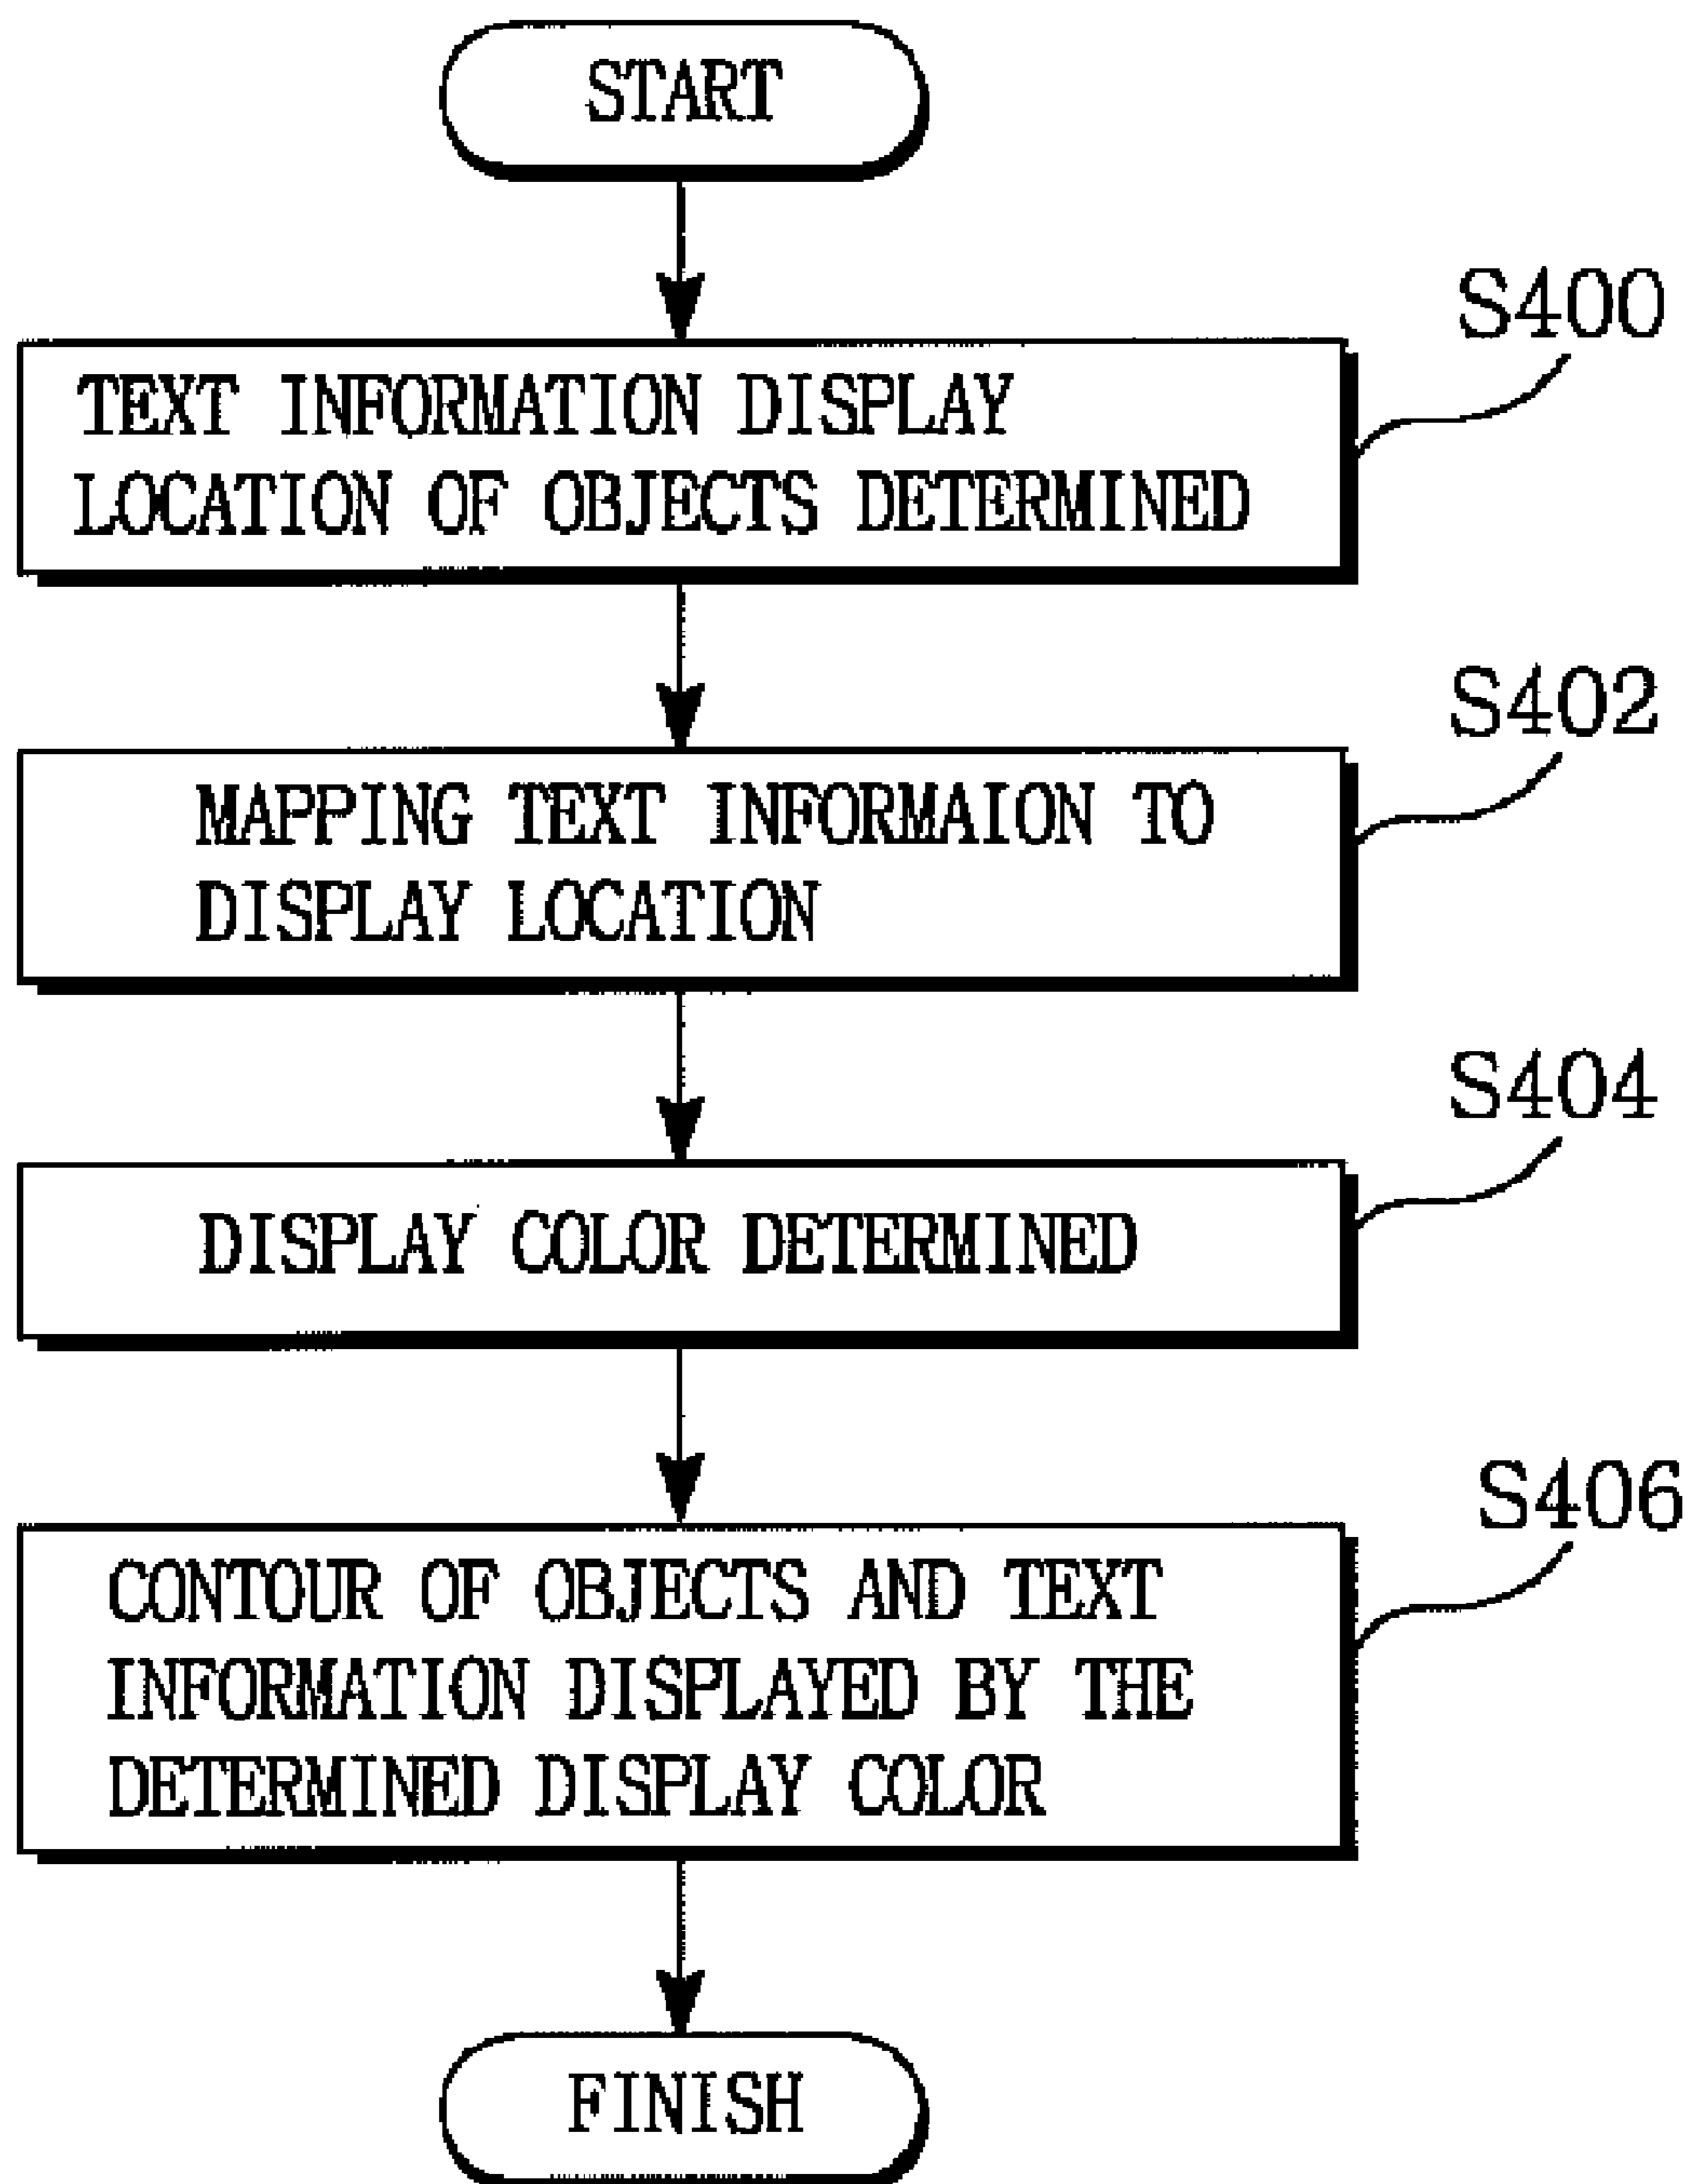 START
S400
TEXT INFORMATION DISPLAY
LOCATION OF OBJECTS DETERMINED
S402
MAPPING TEXT INFORMAION TO
DISPLAY LOCATION
S404
DISPLAY COLOR DETERMINED
S406
CONTOUR OF OBJECTS AND TEXT
INFORMATION DISPLAYED BY THE
DETERMINED DISPLAY COLOR
FINISH